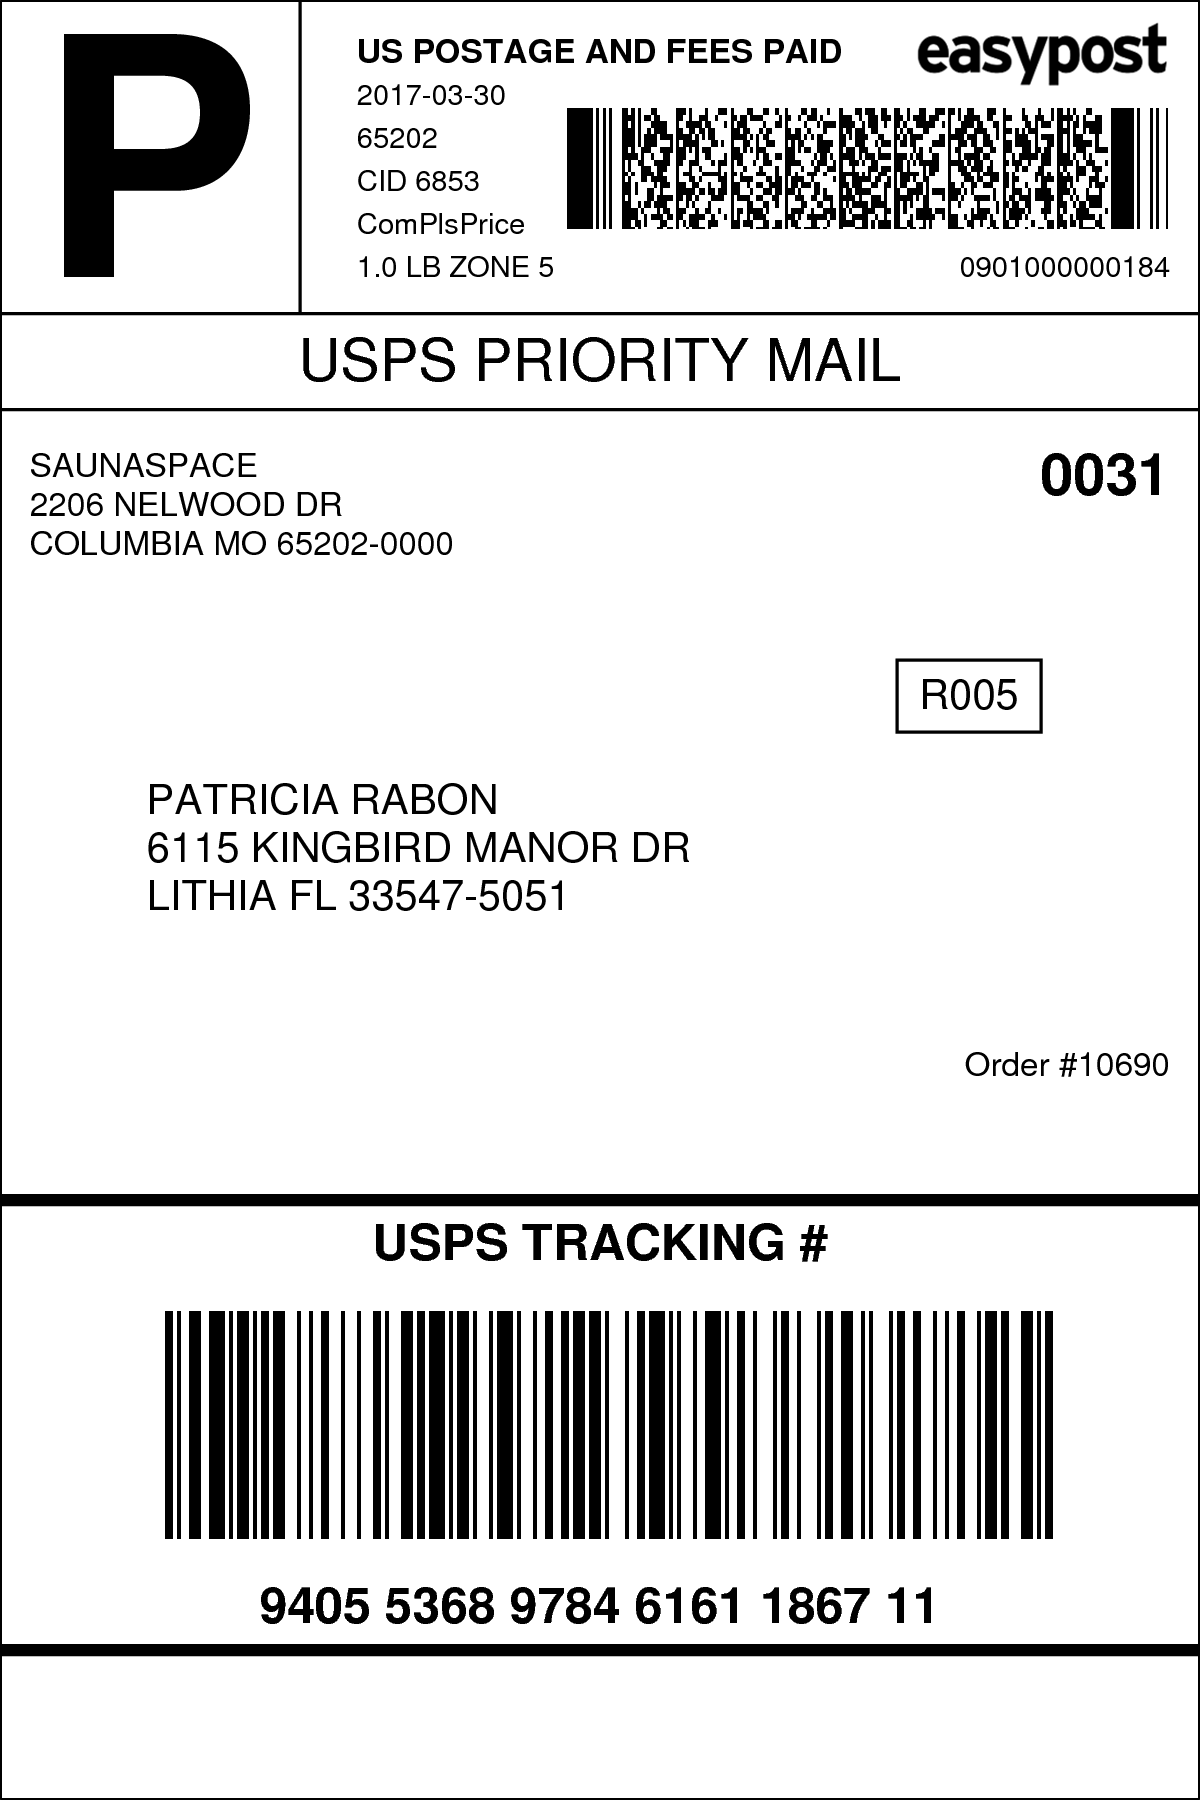 P
US POSTAGE AND FEES PAID
easypost
2017-03-30
65202
CID 6853
ComPlsPrice
1.0 LB ZONE 5
0901000000184
USPS PRIORITY MAIL
SAUNASPACE
2206 NELWOOD DR
COLUMBIA MO 65202-0000
0031
R005
PATRICIA RABON
6115 KINGBIRD MANOR DR
LITHIA FL 33547-5051
Order #10690
USPS TRACKING #
9405 5368 9784 6161 1867 11